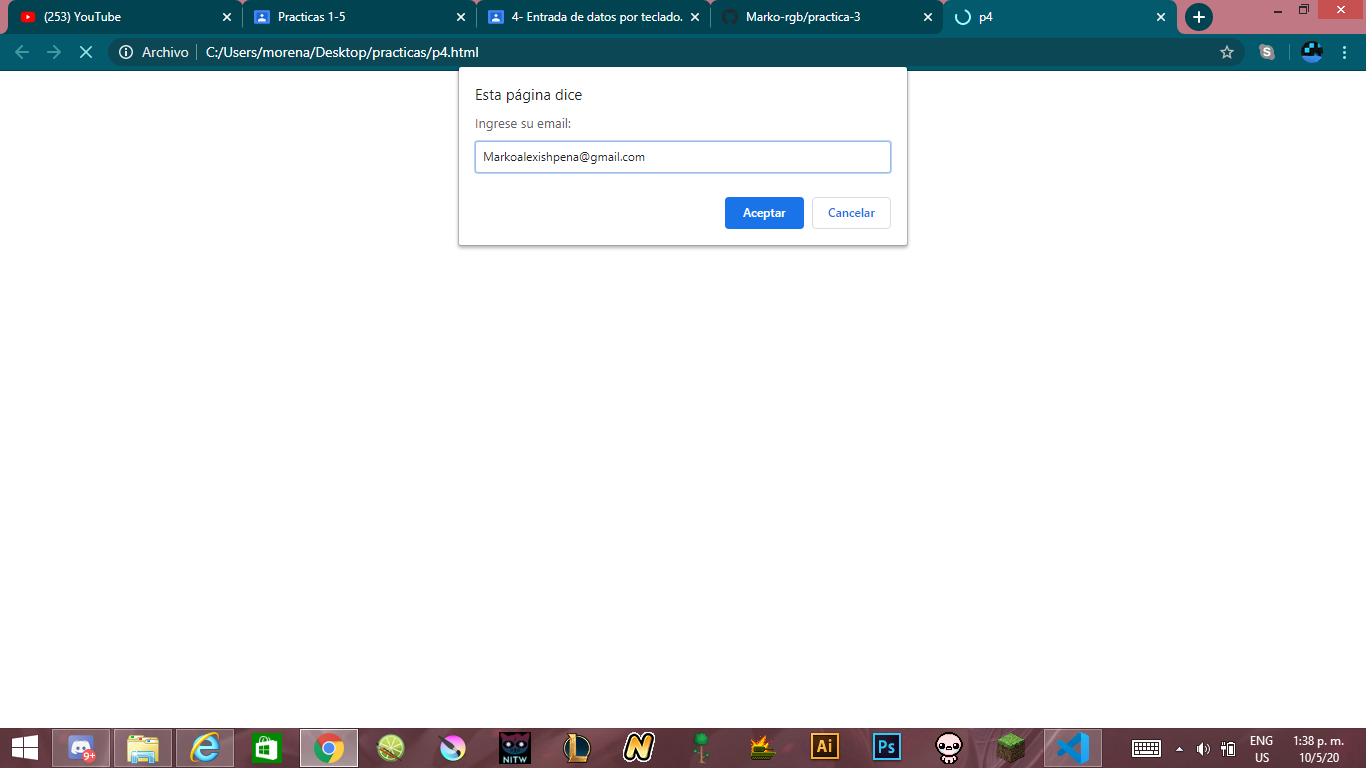 (253) YouTube
Practicas 1-5
4- Entrada de datos por teclado.
Marko-rgb/practica-3
p4
Archivo
C:/Users/morena/Desktop/practicas/p4.html
Esta página dice
Ingrese su email:
Markoalexishpena@gmail.com
Aceptar
Cancelar
9+
NITW
L
N
Ai
Ps
ENG
US
1:38 p. m.
10/5/20